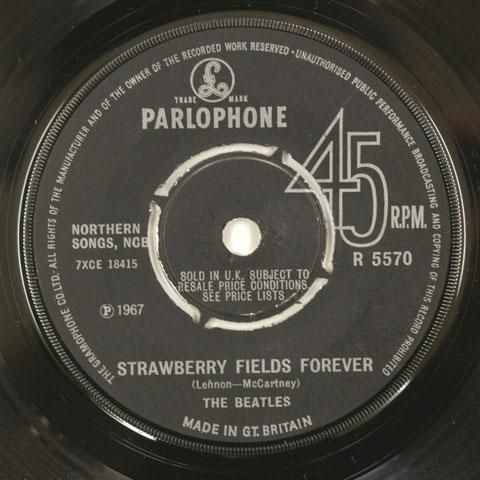 THE GRAMOPHONE CO. LTD. · ALL RIGHTS OF THE MANUFACTURER AND OF THE OWNER OF THE RECORDED WORK RESERVED · UNAUTHORISED PUBLIC PERFORMANCE BROADCASTING AND COPYING OF THIS RECORD PROHIBITED
£
TRADE MARK
PARLOPHONE
45 R.P.M.
NORTHERN
SONGS, NCB
7XCE 18415
R 5570
SOLD IN U.K. SUBJECT TO
RESALE PRICE CONDITIONS,
SEE PRICE LISTS
Ⓟ 1967
STRAWBERRY FIELDS FOREVER
(Lennon—McCartney)
THE BEATLES
MADE IN GT. BRITAIN